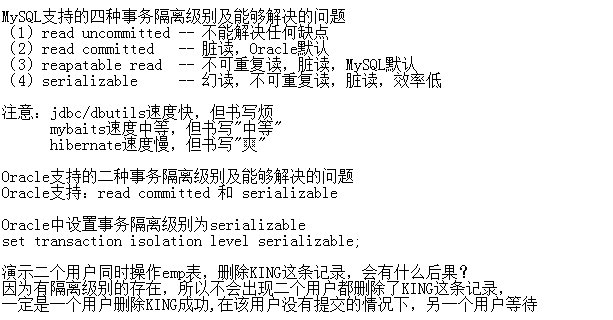 MySQL支持的四种事务隔离级别及能够解决的问题
(1) read uncommitted -- 不能解决任何缺点
(2) read committed -- 脏读,Oracle默认
(3) reapatable read -- 不可重复读,脏读,MySQL默认
(4) serializable -- 幻读,不可重复读,脏读,效率低
注意:jdbc/dbutils速度快,但书写烦
mybaits速度中等,但书写"中等"
hibernate速度慢,但书写"爽"
Oracle支持的二种事务隔离级别及能够解决的问题
Oracle支持:read committed 和 serializable
Oracle中设置事务隔离级别为serializable
set transaction isolation level serializable;
演示二个用户同时操作emp表,删除KING这条记录,会有什么后果?
因为有隔离级别的存在,所以不会出现二个用户都删除了KING这条记录,
一定是一个用户删除KING成功,在该用户没有提交的情况下,另一个用户等待